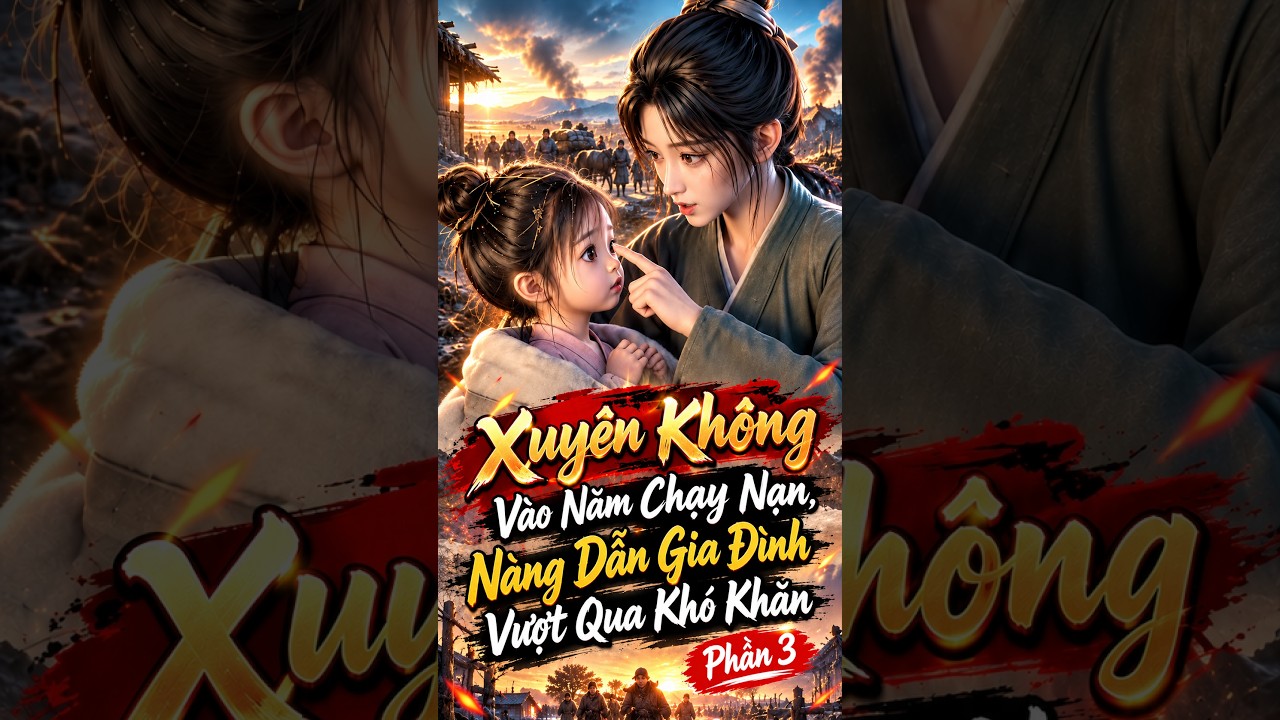 Xuyên Không
Vào Năm Chạy Nạn,
Nàng Dẫn Gia Đình
Vượt Qua Khó Khăn
Phần 3